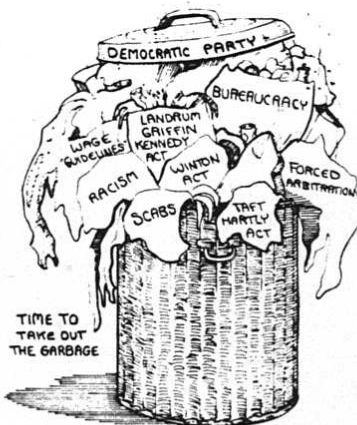 DEMOCRATIC PARTY
BUREAUCRACY
LANDRUM
GRIFFIN
KENNEDY
ACT
WAGE
"GUIDELINES"
WINTON
ACT
FORCED
ARBITRATION
RACISM
SCABS
TAFT
HARTLY
ACT
TIME TO
TAKE OUT
THE GARBAGE